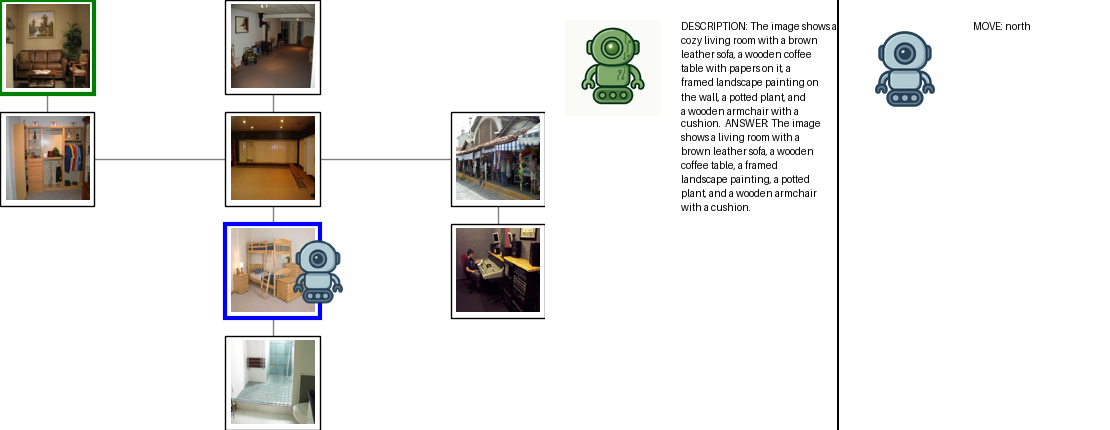 DESCRIPTION: The image shows a
cozy living room with a brown
leather sofa, a wooden coffee
table with papers on it, a
framed landscape painting on
the wall, a potted plant, and
a wooden armchair with a
cushion.  ANSWER: The image
shows a living room with a
brown leather sofa, a wooden
coffee table, a framed
landscape painting, a potted
plant, and a wooden armchair
with a cushion.
MOVE: north